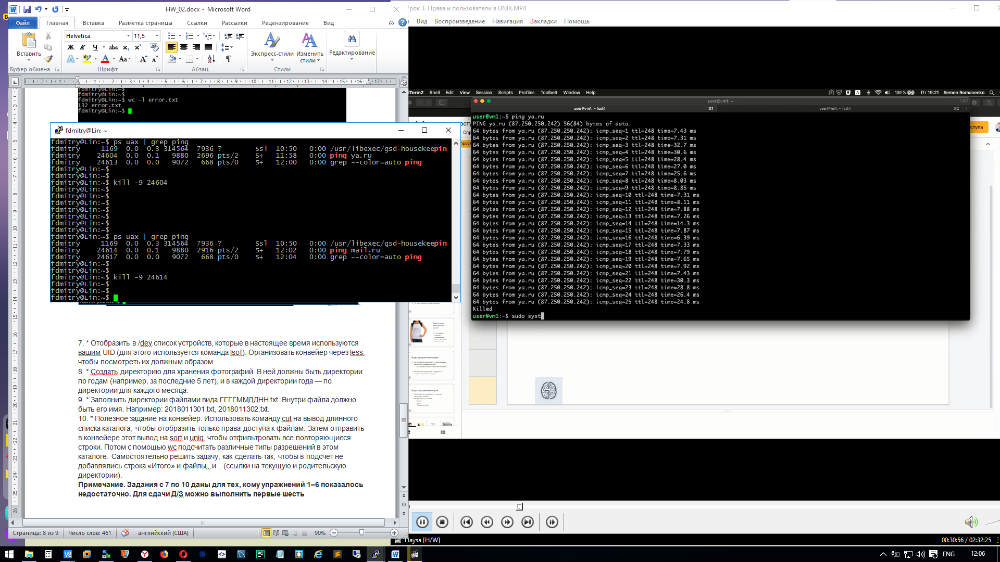 HW_02.docx - Microsoft Word
Файл Главная Вставка Разметка страницы Ссылки Рассылки Рецензирование Вид
Helvetica 11,5
Вставить
Экспресс-стили Изменить стили Редактирование
Буфер обмена Шрифт Абзац Стили
fdmitry@Lin:~$
fdmitry@Lin:~$
fdmitry@Lin:~$ wc -l error.txt
132 error.txt
fdmitry@Lin:~$
fdmitry@Lin: ~
fdmitry@Lin:~$ ps uax | grep ping
fdmitry 1169 0.0 0.3 314564 7936 ? Ssl 10:50 0:00 /usr/libexec/gsd-housekeepin
fdmitry 24604 0.0 0.1 9880 2696 pts/2 S+ 11:58 0:00 ping ya.ru
fdmitry 24613 0.0 0.0 9072 668 pts/0 S+ 12:00 0:00 grep --color=auto ping
fdmitry@Lin:~$
fdmitry@Lin:~$
fdmitry@Lin:~$ kill -9 24604
fdmitry@Lin:~$
fdmitry@Lin:~$
fdmitry@Lin:~$
fdmitry@Lin:~$
fdmitry@Lin:~$
fdmitry@Lin:~$
fdmitry@Lin:~$
fdmitry@Lin:~$ ps uax | grep ping
fdmitry 1169 0.0 0.3 314564 7936 ? Ssl 10:50 0:00 /usr/libexec/gsd-housekeepin
fdmitry 24614 0.0 0.1 9880 2916 pts/2 S+ 12:02 0:00 ping mail.ru
fdmitry 24617 0.0 0.0 9072 668 pts/0 S+ 12:04 0:00 grep --color=auto ping
fdmitry@Lin:~$
fdmitry@Lin:~$
fdmitry@Lin:~$ kill -9 24614
fdmitry@Lin:~$
fdmitry@Lin:~$
fdmitry@Lin:~$
7. * Отобразить в /dev список устройств, которые в настоящее время используются
вашим UID (для этого используется команда lsof). Организовать конвейер через less,
чтобы посмотреть их должным образом.
8. * Создать директорию для хранения фотографий. В ней должны быть директории
по годам (например, за последние 5 лет), и в каждой директории года — по
директории для каждого месяца.
9. * Заполнить директории файлами вида ГГГГММДДНН.txt. Внутри файла должно
быть его имя. Например: 2018011301.txt, 2018011302.txt.
10. * Полезное задание на конвейер. Использовать команду cut на вывод длинного
списка каталога, чтобы отобразить только права доступа к файлам. Затем отправить
в конвейере этот вывод на sort и uniq, чтобы отфильтровать все повторяющиеся
строки. Потом с помощью wc подсчитать различные типы разрешений в этом
каталоге. Самостоятельно решить задачу, как сделать так, чтобы в подсчет не
добавлялись строка «Итого» и файлы . и .. (ссылки на текущую и родительскую
директории).
Примечание. Задания с 7 по 10 даны для тех, кому упражнений 1–6 показалось
недостаточно. Для сдачи Д/З можно выполнить первые шесть
Страница: 8 из 9 Число слов: 461 английский (США) 90%
рок 3. Права и пользователи в UNIX.MP4
Вид Воспроизведение Навигация Закладки Помощь
iTerm2 Shell Edit View Session Scripts Profiles Toolbelt Window Help 100 % Пт 19:21 Semen Romanenko
user@vm1: ~
user@vm1: ~ (ssh) ⌘1 user@vm1: ~ (ssh) ⌘2
user@vm1:~$ ping ya.ru
PING ya.ru (87.250.250.242) 56(84) bytes of data.
64 bytes from ya.ru (87.250.250.242): icmp_seq=1 ttl=248 time=7.43 ms
64 bytes from ya.ru (87.250.250.242): icmp_seq=2 ttl=248 time=7.31 ms
64 bytes from ya.ru (87.250.250.242): icmp_seq=3 ttl=248 time=32.7 ms
64 bytes from ya.ru (87.250.250.242): icmp_seq=4 ttl=248 time=30.6 ms
64 bytes from ya.ru (87.250.250.242): icmp_seq=5 ttl=248 time=28.4 ms
64 bytes from ya.ru (87.250.250.242): icmp_seq=6 ttl=248 time=27.0 ms
64 bytes from ya.ru (87.250.250.242): icmp_seq=7 ttl=248 time=25.6 ms
64 bytes from ya.ru (87.250.250.242): icmp_seq=8 ttl=248 time=8.03 ms
64 bytes from ya.ru (87.250.250.242): icmp_seq=9 ttl=248 time=8.85 ms
64 bytes from ya.ru (87.250.250.242): icmp_seq=10 ttl=248 time=7.31 ms
64 bytes from ya.ru (87.250.250.242): icmp_seq=11 ttl=248 time=8.11 ms
64 bytes from ya.ru (87.250.250.242): icmp_seq=12 ttl=248 time=7.88 ms
64 bytes from ya.ru (87.250.250.242): icmp_seq=13 ttl=248 time=7.26 ms
64 bytes from ya.ru (87.250.250.242): icmp_seq=14 ttl=248 time=14.3 ms
64 bytes from ya.ru (87.250.250.242): icmp_seq=15 ttl=248 time=7.87 ms
64 bytes from ya.ru (87.250.250.242): icmp_seq=16 ttl=248 time=6.39 ms
64 bytes from ya.ru (87.250.250.242): icmp_seq=17 ttl=248 time=7.33 ms
64 bytes from ya.ru (87.250.250.242): icmp_seq=18 ttl=248 time=7.79 ms
64 bytes from ya.ru (87.250.250.242): icmp_seq=19 ttl=248 time=7.65 ms
64 bytes from ya.ru (87.250.250.242): icmp_seq=20 ttl=248 time=7.92 ms
64 bytes from ya.ru (87.250.250.242): icmp_seq=21 ttl=248 time=7.43 ms
64 bytes from ya.ru (87.250.250.242): icmp_seq=22 ttl=248 time=30.3 ms
64 bytes from ya.ru (87.250.250.242): icmp_seq=23 ttl=248 time=28.8 ms
64 bytes from ya.ru (87.250.250.242): icmp_seq=24 ttl=248 time=26.4 ms
64 bytes from ya.ru (87.250.250.242): icmp_seq=25 ttl=248 time=24.8 ms
Killed
user@vm1:~$ sudo syst
Виды разграничения прав
Виды разграничения прав
Пауза [H/W] 00:30:56 / 02:32:25
ENG 12:06